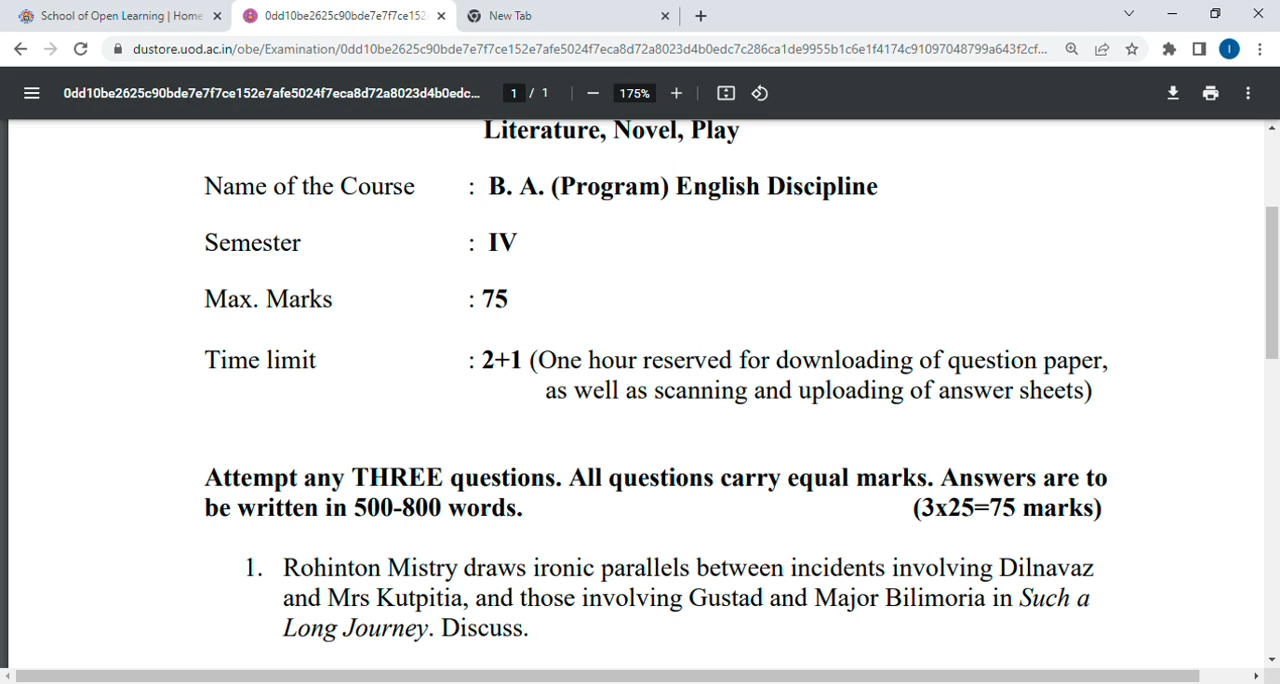 School of Open Learning | Home
0dd10be2625c90bde7e7f7ce152
New Tab
dustore.uod.ac.in/obe/Examination/0dd10be2625c90bde7e7f7ce152e7afe5024f7eca8d72a8023d4b0edc7c286ca1de9955b1c6e1f4174c91097048799a643f2cf...
I
0dd10be2625c90bde7e7f7ce152e7afe5024f7eca8d72a8023d4b0edc...
1 / 1
175%
Literature, Novel, Play
Name of the Course : B. A. (Program) English Discipline
Semester : IV
Max. Marks : 75
Time limit : 2+1 (One hour reserved for downloading of question paper,
as well as scanning and uploading of answer sheets)
Attempt any THREE questions. All questions carry equal marks. Answers are to
be written in 500-800 words. (3x25=75 marks)
1. Rohinton Mistry draws ironic parallels between incidents involving Dilnavaz
and Mrs Kutpitia, and those involving Gustad and Major Bilimoria in Such a
Long Journey. Discuss.